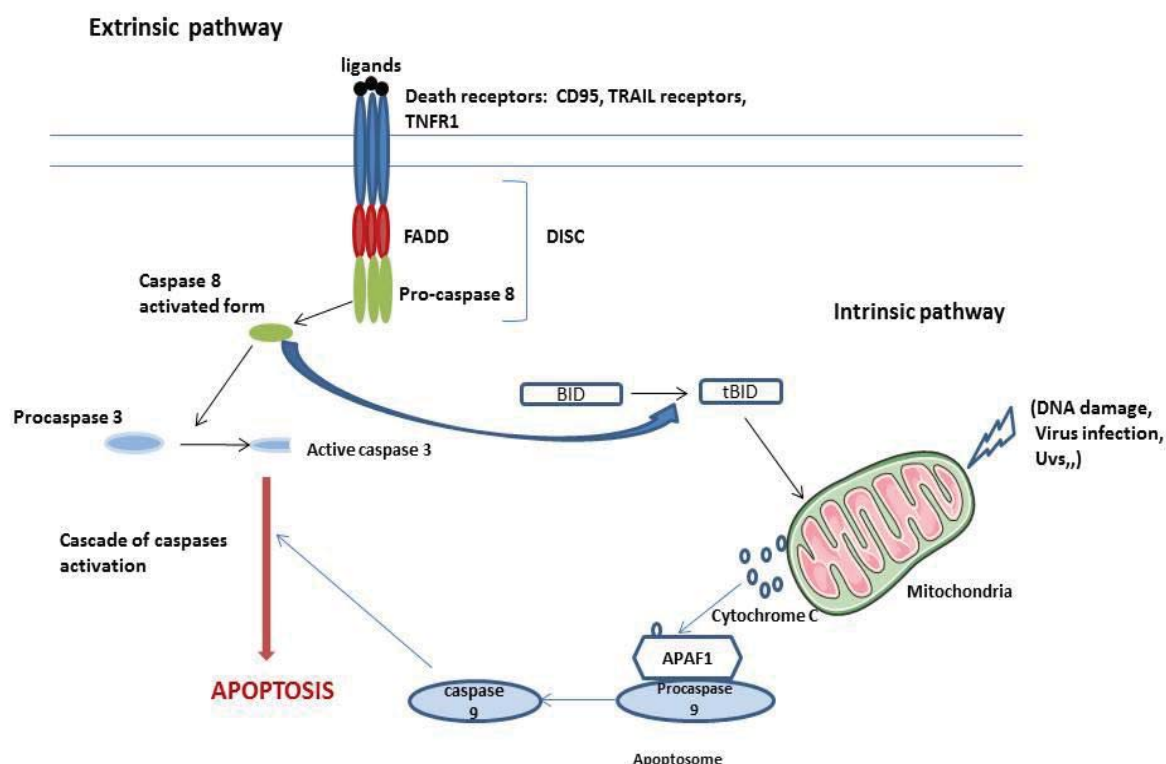 Extrinsic pathway
ligands
Death receptors: CD95, TRAIL receptors,
TNFR1
FADD
DISC
Pro-caspase 8
Caspase 8
activated form
Intrinsic pathway
BID
tBID
(DNA damage,
Virus infection,
Uvs,,)
Procaspase 3
Active caspase 3
Cascade of caspases
activation
Mitochondria
Cytochrome C
APAF1
Procaspase
9
caspase
9
APOPTOSIS
Apoptosome